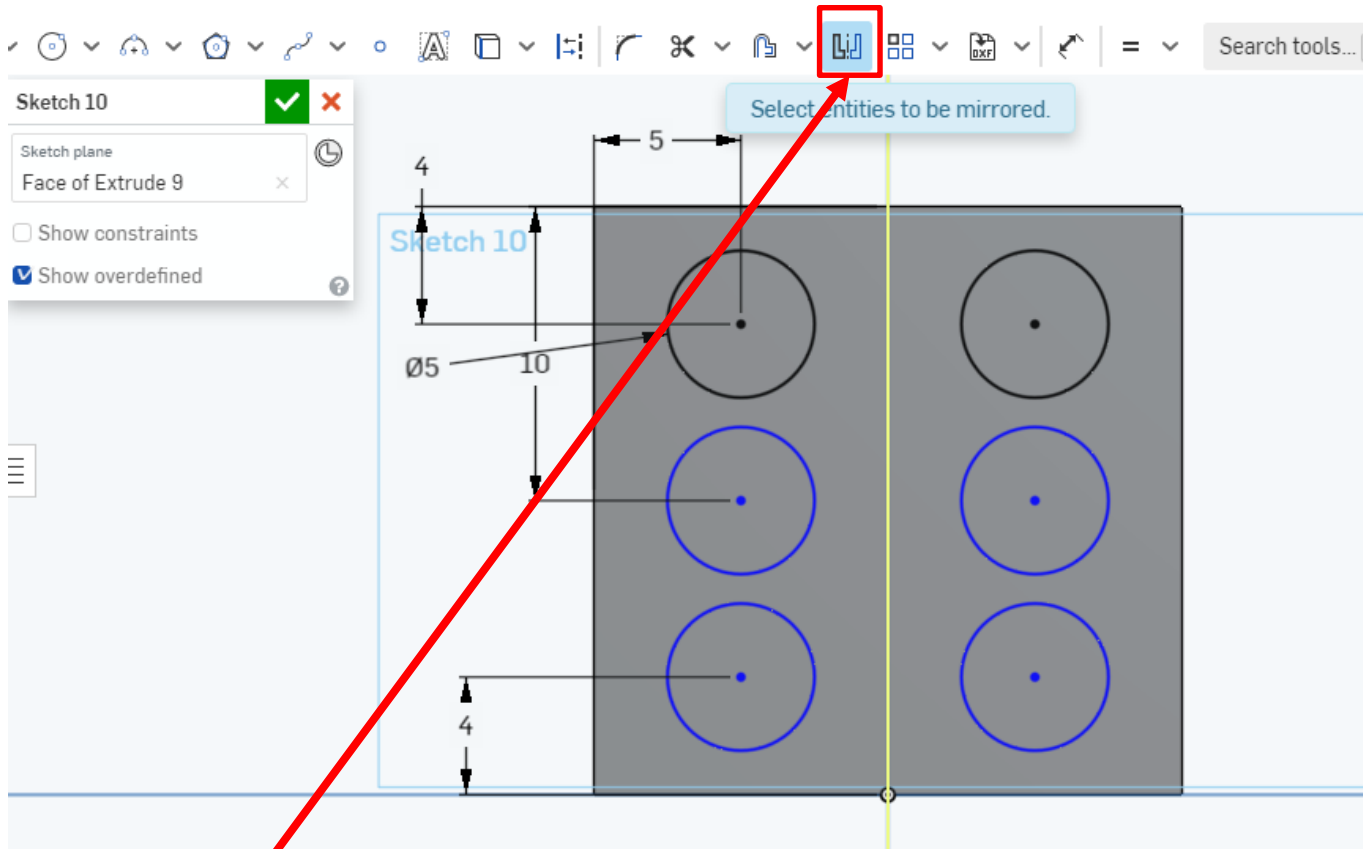 DXF
Search tools...
Sketch 10
Select entities to be mirrored.
Sketch plane
Face of Extrude 9
Show constraints
Show overdefined
?
5
4
Sketch 10
Ø5
10
4